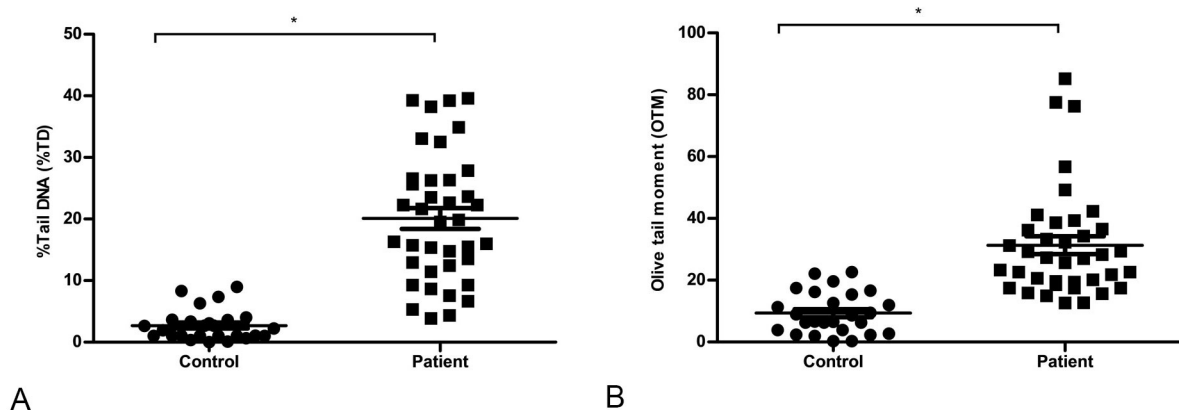 *
50
40
30
20
10
0
%Tail DNA (%TD)
Control
Patient
A
*
100
80
60
40
20
0
Olive tail moment (OTM)
Control
Patient
B